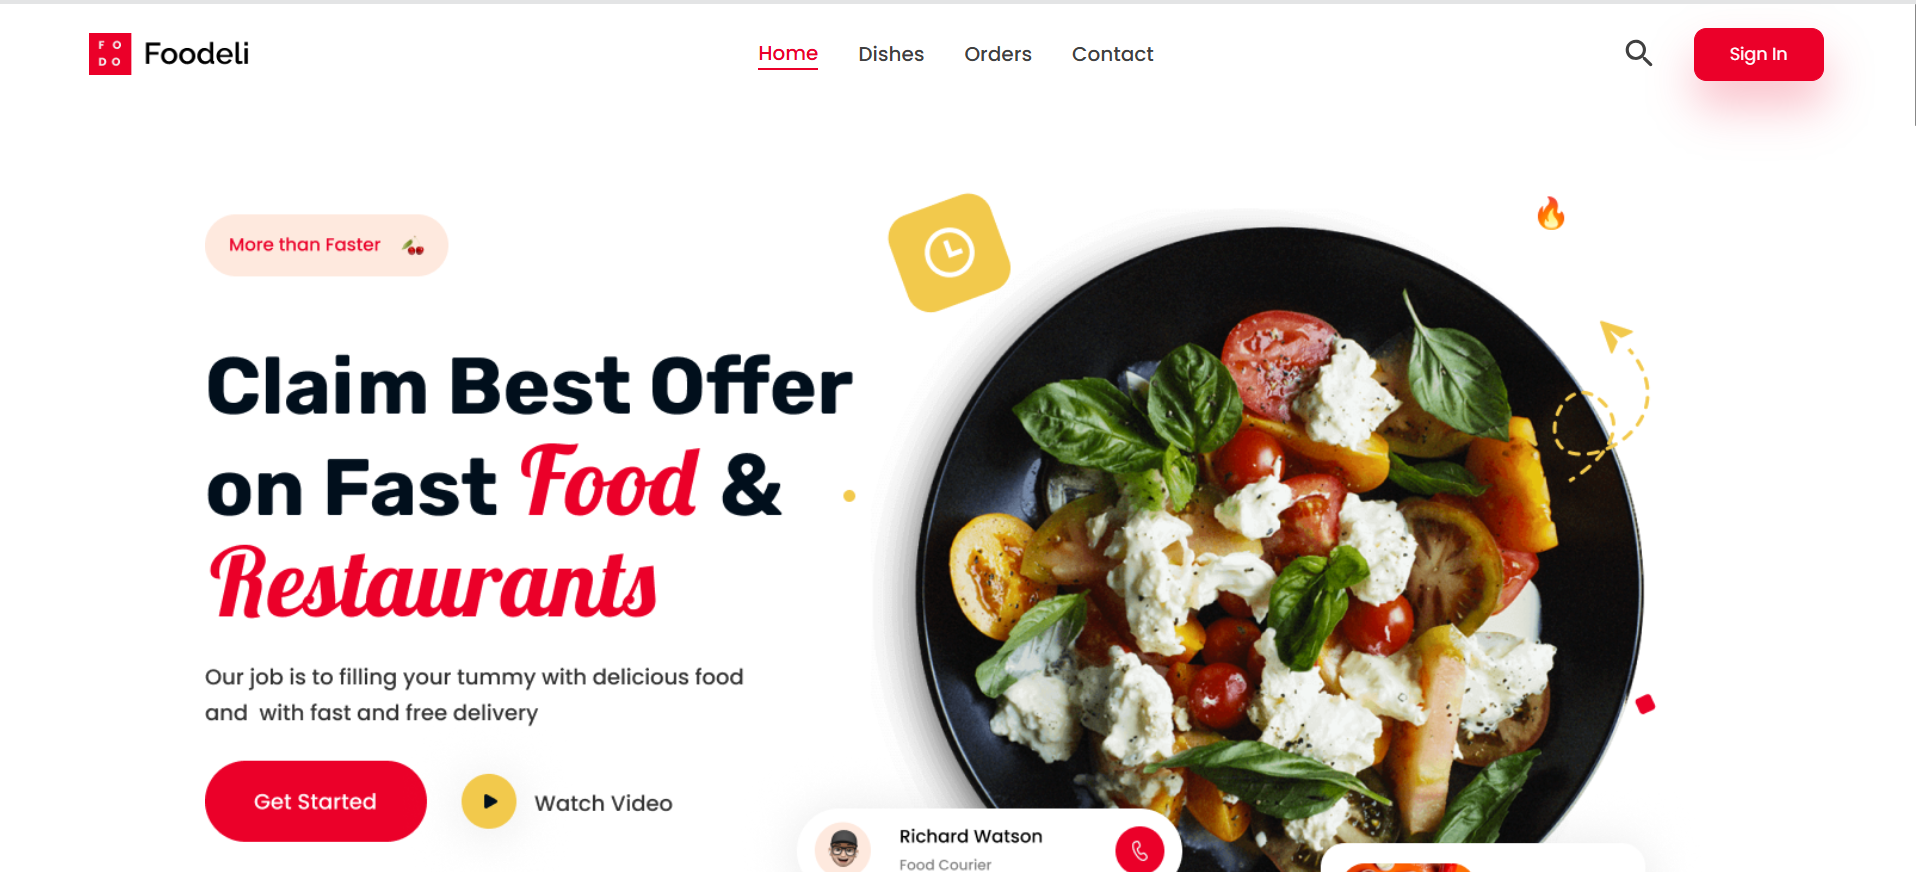 FO
DO
Foodeli
Home Dishes Orders Contact
Sign In
More than Faster
Claim Best Offer
on Fast Food &
Restaurants
Our job is to filling your tummy with delicious food
and  with fast and free delivery
Get Started
Watch Video
Richard Watson
Food Courier